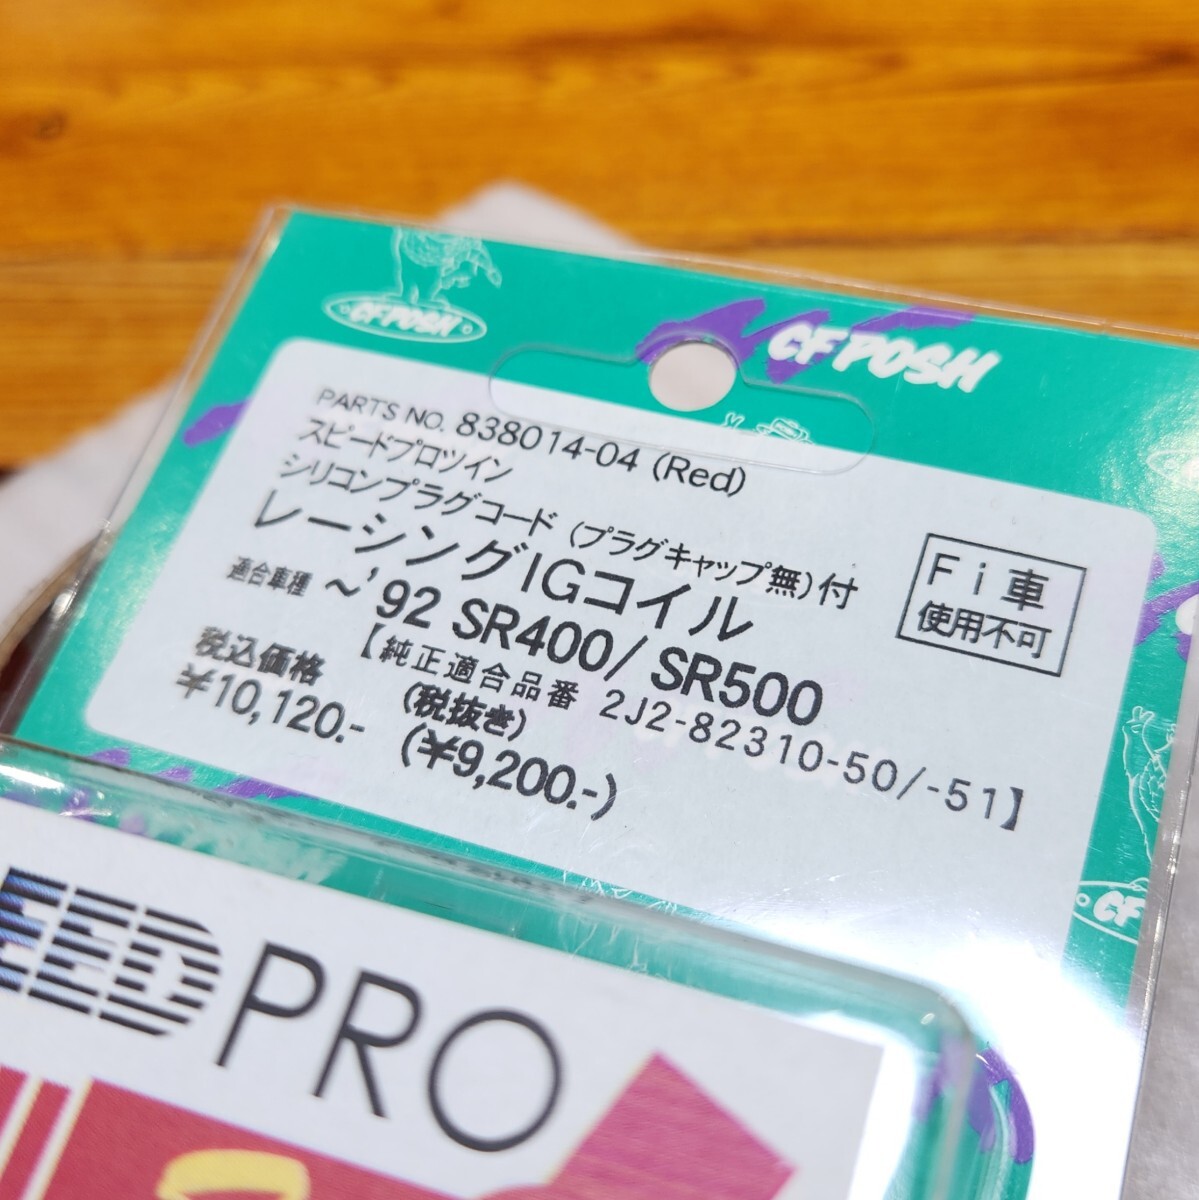 CF POSH
CF POSH
PARTS NO. 838014-04 (Red)
スピードプロツイン
シリコンプラグコード (プラグキャップ無)付
レーシングIGコイル
適合車種 ～'92 SR400/ SR500
【純正適合品番 2J2-82310-50/-51】
税込価格 (税抜き)
¥10,120.- (¥9,200.-)
Fi車
使用不可
CF
EED PRO